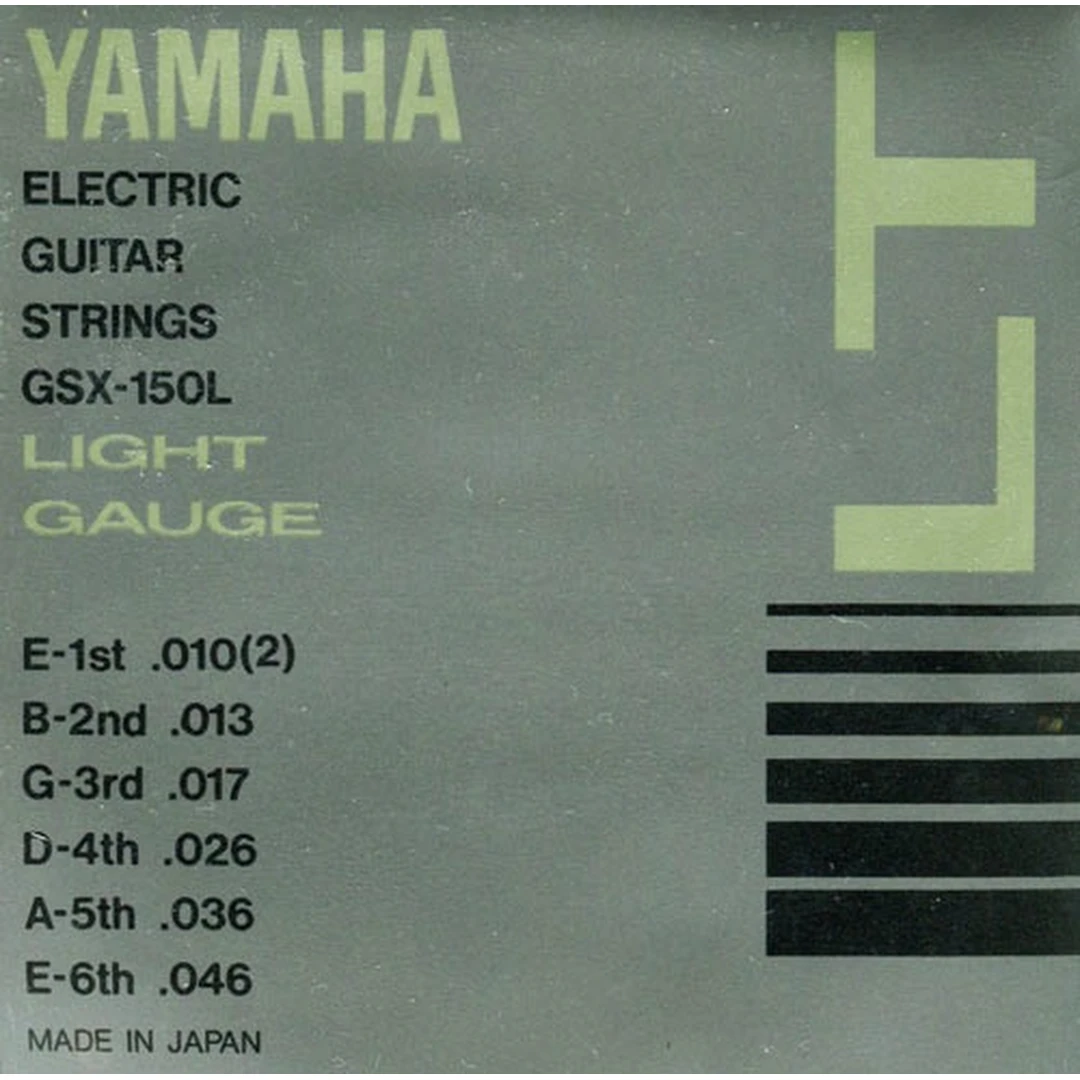 YAMAHA
ELECTRIC
GUITAR
STRINGS
GSX-150L
LIGHT
GAUGE
E-1st .010(2)
B-2nd .013
G-3rd .017
D-4th .026
A-5th .036
E-6th .046
MADE IN JAPAN